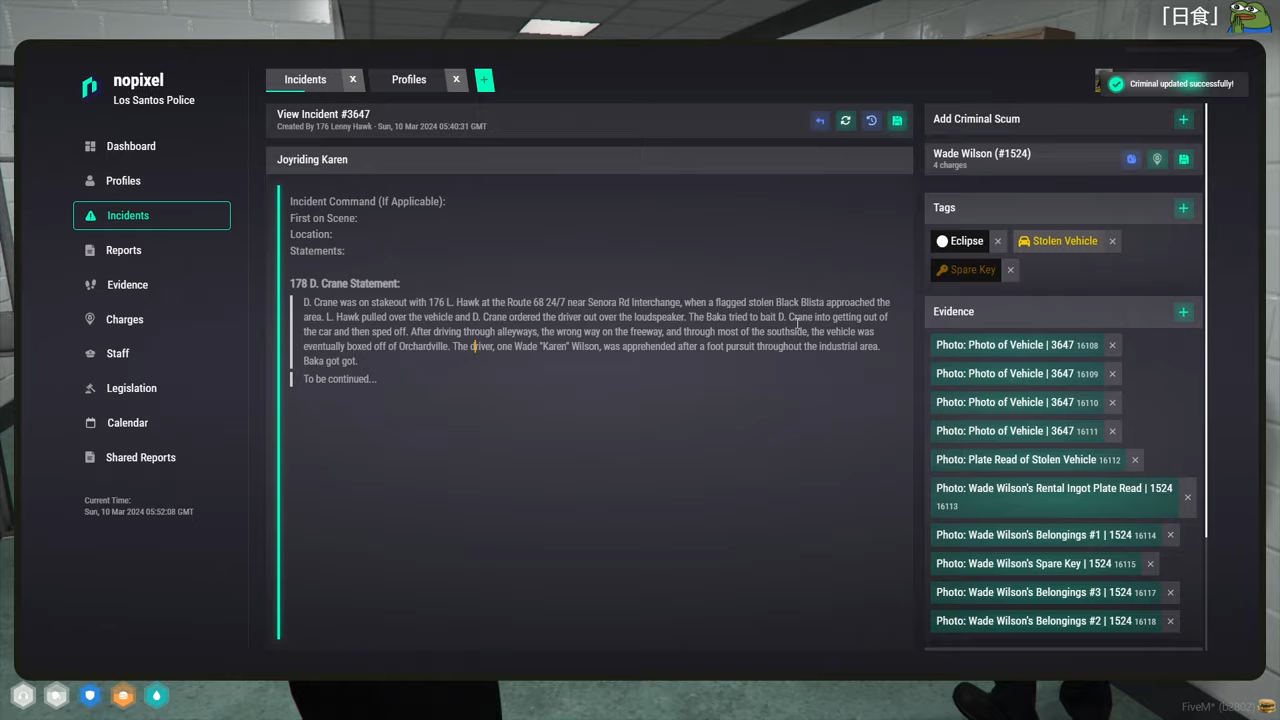 「日食」
nopixel
Los Santos Police
Incidents
x
Profiles
x
+
Criminal updated successfully!
Dashboard
Profiles
Incidents
Reports
Evidence
Charges
Staff
Legislation
Calendar
Shared Reports
Current Time:
Sun, 10 Mar 2024 05:52:08 GMT
View Incident #3647
Created By 176 Lenny Hawk - Sun, 10 Mar 2024 05:40:31 GMT
Joyriding Karen
Incident Command (If Applicable):
First on Scene:
Location:
Statements:
178 D. Crane Statement:
D. Crane was on stakeout with 176 L. Hawk at the Route 68 24/7 near Senora Rd Interchange, when a flagged stolen Black Blista approached the
area. L. Hawk pulled over the vehicle and D. Crane ordered the driver out over the loudspeaker. The Baka tried to bait D. Crane into getting out of
the car and then sped off. After driving through alleyways, the wrong way on the freeway, and through most of the southside, the vehicle was
eventually boxed off of Orchardville. The driver, one Wade "Karen" Wilson, was apprehended after a foot pursuit throughout the industrial area.
Baka got got.
To be continued...
Add Criminal Scum
+
Wade Wilson (#1524)
4 charges
Tags
+
Eclipse
×
Stolen Vehicle
×
Spare Key
×
Evidence
+
Photo: Photo of Vehicle | 3647 16108 ×
Photo: Photo of Vehicle | 3647 16109 ×
Photo: Photo of Vehicle | 3647 16110 ×
Photo: Photo of Vehicle | 3647 16111 ×
Photo: Plate Read of Stolen Vehicle 16112 ×
Photo: Wade Wilson's Rental Ingot Plate Read | 1524
16113 ×
Photo: Wade Wilson's Belongings #1 | 1524 16114 ×
Photo: Wade Wilson's Spare Key | 1524 16115 ×
Photo: Wade Wilson's Belongings #3 | 1524 16117 ×
Photo: Wade Wilson's Belongings #2 | 1524 16118 ×
FiveM* (b2802)